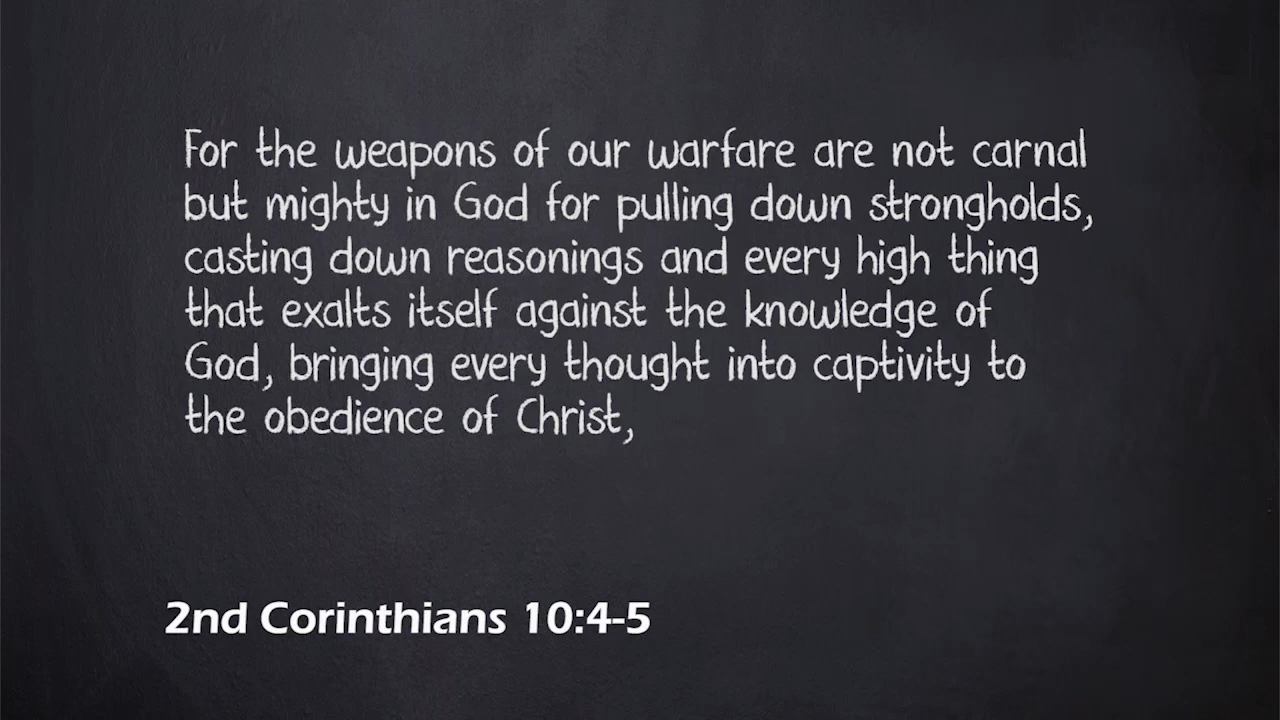 For the weapons of our warfare are not carnal
but mighty in God for pulling down strongholds,
casting down reasonings and every high thing
that exalts itself against the knowledge of
God, bringing every thought into captivity to
the obedience of Christ,
2nd Corinthians 10:4-5